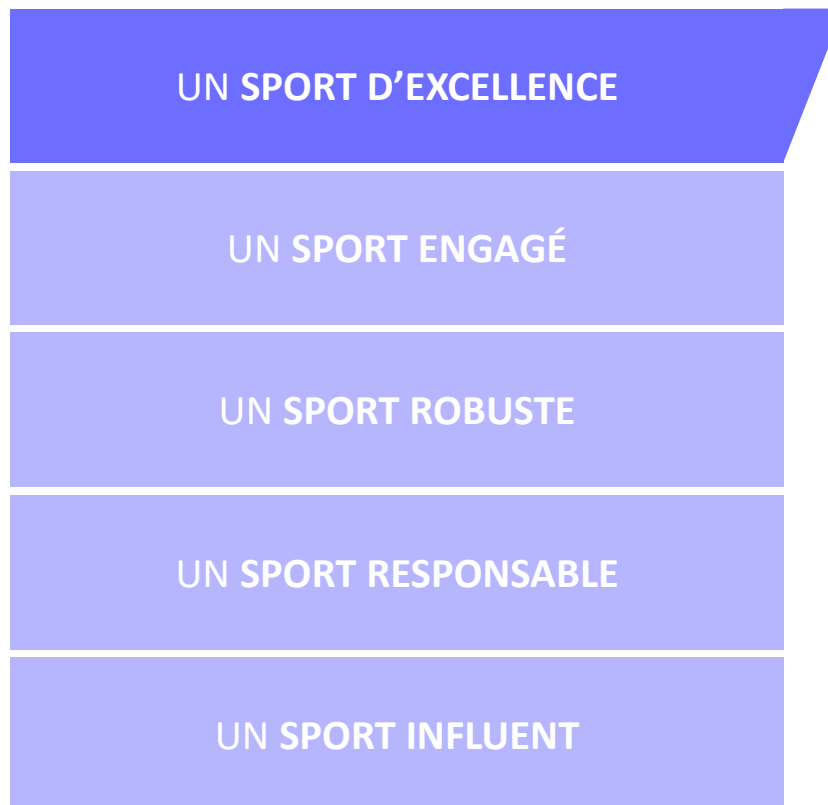 UN SPORT D’EXCELLENCE
UN SPORT ENGAGÉ
UN SPORT ROBUSTE
UN SPORT RESPONSABLE
UN SPORT INFLUENT